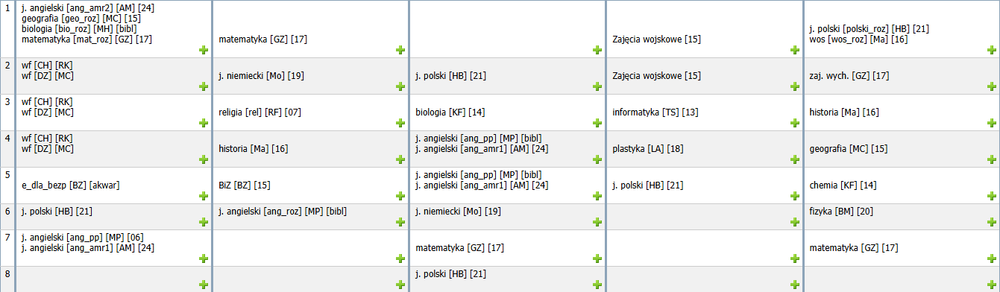 1
j. angielski [ang_amr2] [AM] [24]
geografia [geo_roz] [MC] [15]
biologia [bio_roz] [MH] [bibl]
matematyka [mat_roz] [GZ] [17]
matematyka [GZ] [17]
Zajęcia wojskowe [15]
j. polski [polski_roz] [HB] [21]
wos [wos_roz] [Ma] [16]
2
wf [CH] [RK]
wf [DZ] [MC]
j. niemiecki [Mo] [19]
j. polski [HB] [21]
Zajęcia wojskowe [15]
zaj. wych. [GZ] [17]
3
wf [CH] [RK]
wf [DZ] [MC]
religia [rel] [RF] [07]
biologia [KF] [14]
informatyka [TS] [13]
historia [Ma] [16]
4
wf [CH] [RK]
wf [DZ] [MC]
historia [Ma] [16]
j. angielski [ang_pp] [MP] [bibl]
j. angielski [ang_amr1] [AM] [24]
plastyka [LA] [18]
geografia [MC] [15]
5
e_dla_bezp [BZ] [akwar]
BiZ [BZ] [15]
j. angielski [ang_pp] [MP] [bibl]
j. angielski [ang_amr1] [AM] [24]
j. polski [HB] [21]
chemia [KF] [14]
6
j. polski [HB] [21]
j. angielski [ang_roz] [MP] [bibl]
j. niemiecki [Mo] [19]
fizyka [BM] [20]
7
j. angielski [ang_pp] [MP] [06]
j. angielski [ang_amr1] [AM] [24]
matematyka [GZ] [17]
matematyka [GZ] [17]
8
j. polski [HB] [21]